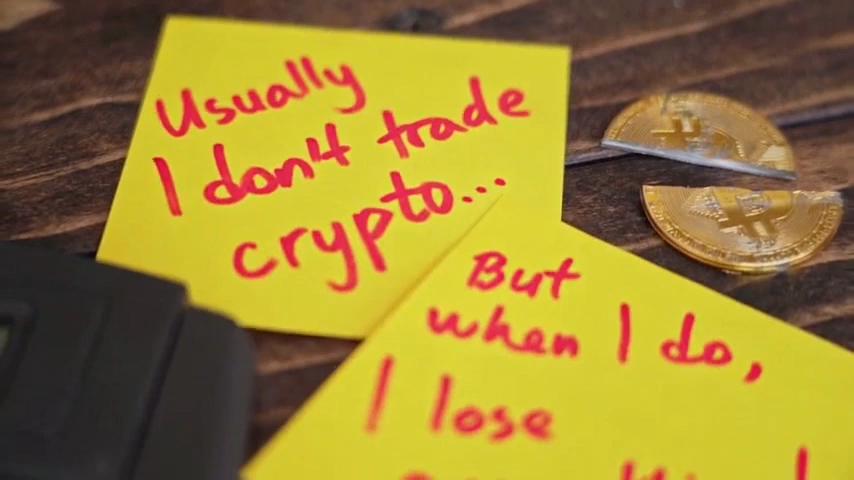 Usually
I don't trade
crypto...
But
when I do,
I lose